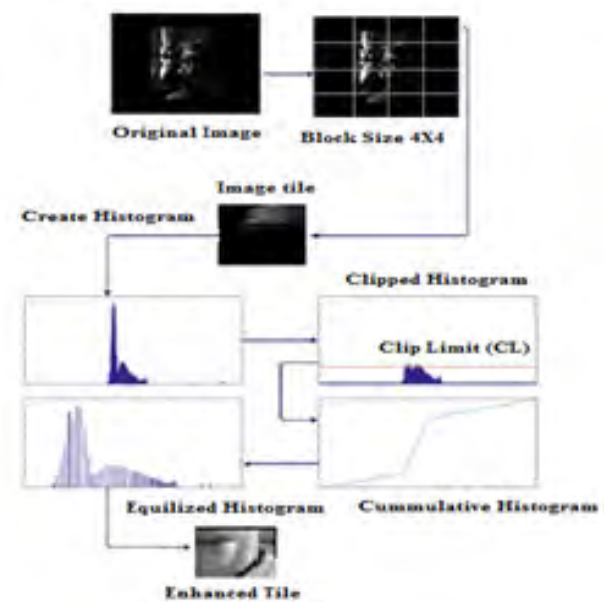 Original Image
Block Size 4X4
Image tile
Create Histogram
Clipped Histogram
Clip Limit (CL)
Equilized Histogram
Cummulative Histogram
Enhanced Tile